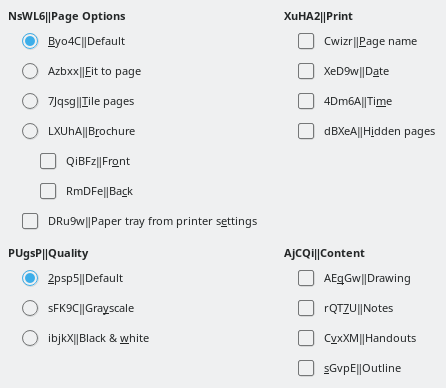 NsWL6||Page Options
Byo4C||Default
Azbxx||Fit to page
7Jqsg||Tile pages
LXUhA||Brochure
QiBFz||Front
RmDFe||Back
DRu9w||Paper tray from printer settings
XuHA2||Print
Cwizr||Page name
XeD9w||Date
4Dm6A||Time
dBXeA||Hidden pages
PUgsP||Quality
2psp5||Default
sFK9C||Grayscale
ibjkX||Black & white
AjCQi||Content
AEgGw||Drawing
rQT7U||Notes
CvxXM||Handouts
sGvpE||Outline